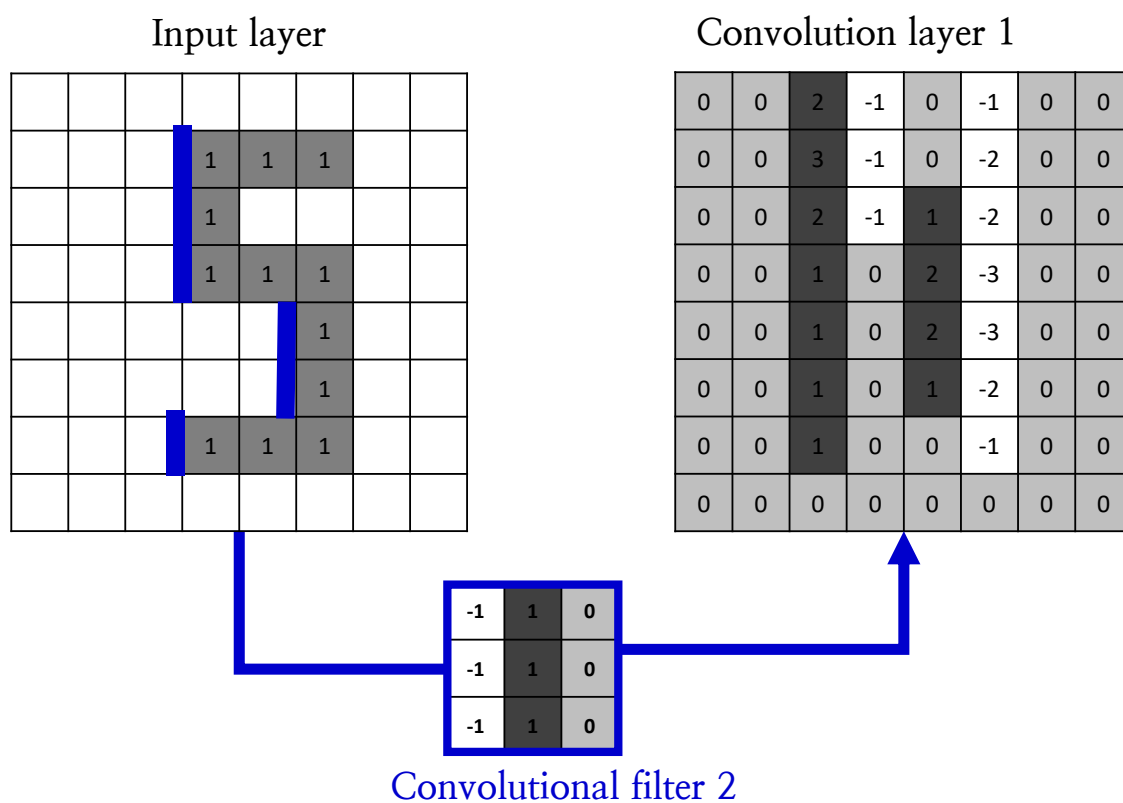 Input layer
Convolution layer 1
1 1 1
1
1 1 1
1
1
1 1 1
0 0 2 -1 0 -1 0 0
0 0 3 -1 0 -2 0 0
0 0 2 -1 1 -2 0 0
0 0 1 0 2 -3 0 0
0 0 1 0 2 -3 0 0
0 0 1 0 1 -2 0 0
0 0 1 0 0 -1 0 0
0 0 0 0 0 0 0 0
-1 1 0
-1 1 0
-1 1 0
Convolutional filter 2